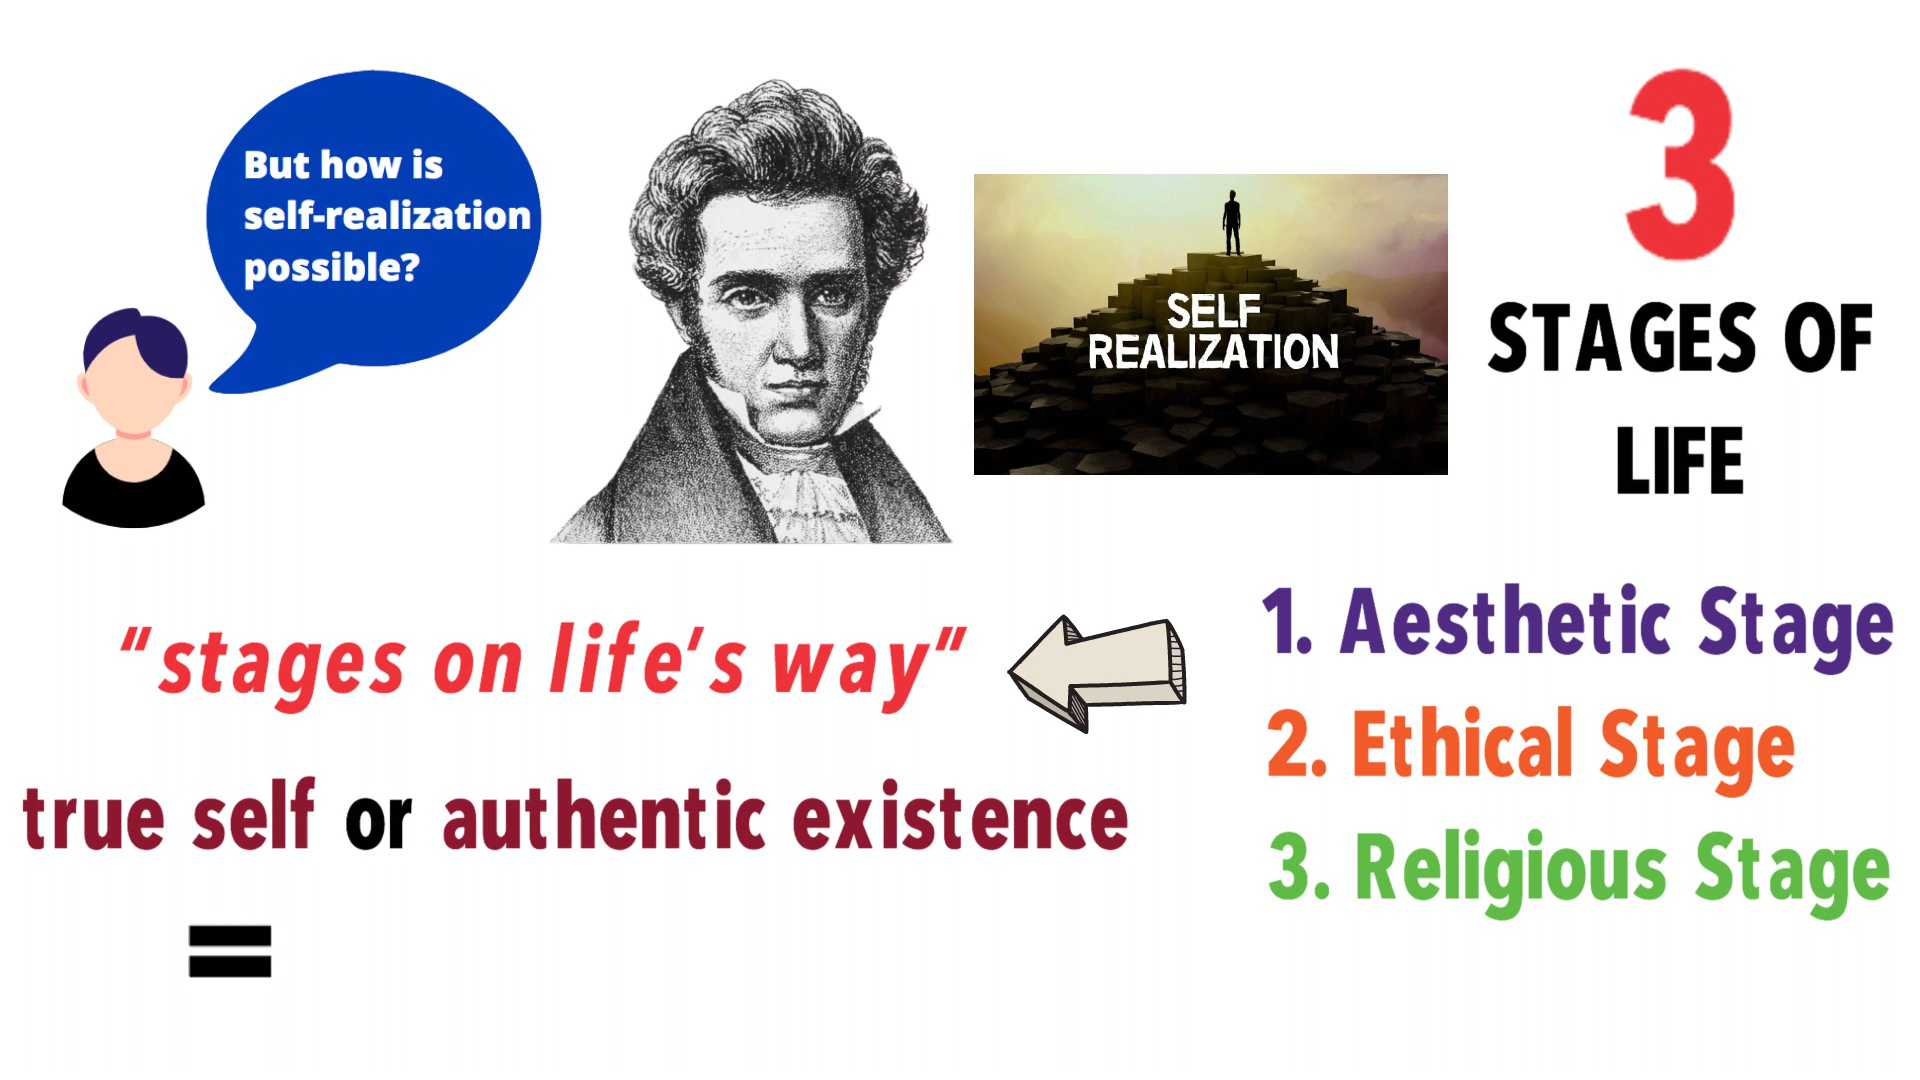 But how is
self-realization
possible?
SELF
REALIZATION
3
STAGES OF
LIFE
"stages on life's way"
1. Aesthetic Stage
2. Ethical Stage
3. Religious Stage
true self or authentic existence
=